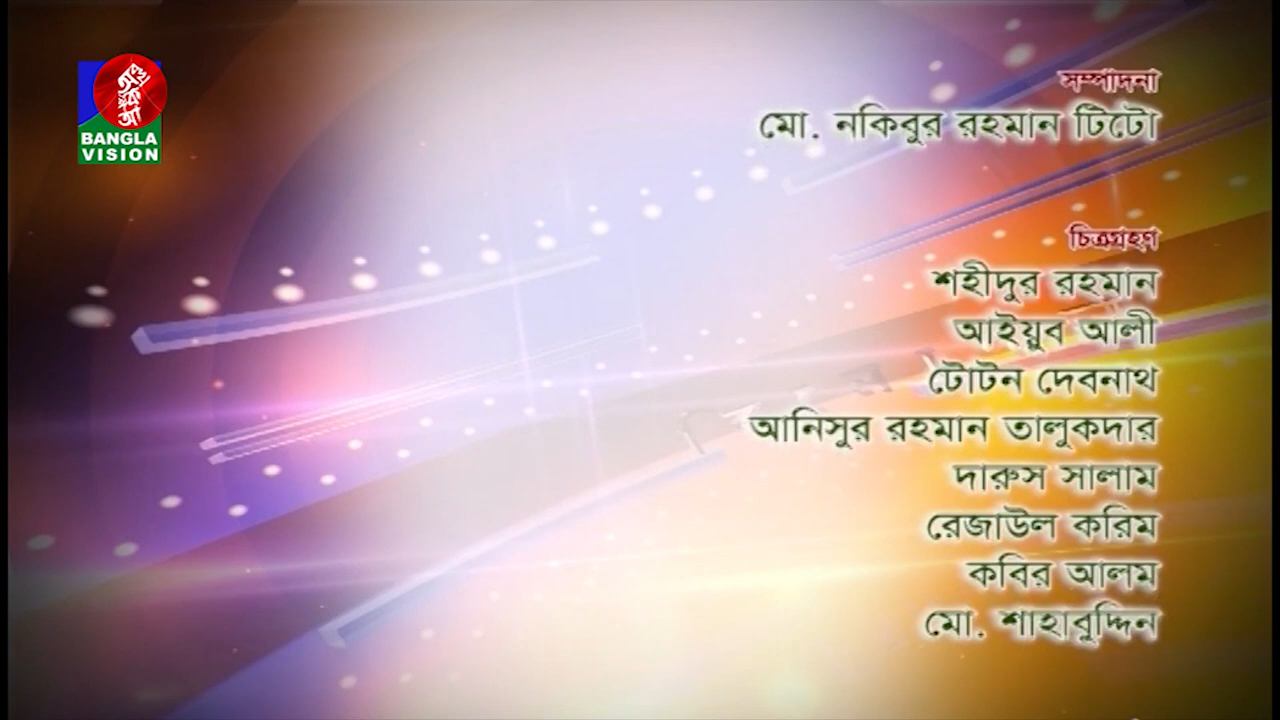 BANGLA
VISION
সম্পাদনা
মো. নকিবুর রহমান টিটো
চিত্রগ্রহণ
শহীদুর রহমান
আইয়ুব আলী
টোটন দেবনাথ
আনিসুর রহমান তালুকদার
দারুস সালাম
রেজাউল করিম
কবির আলম
মো. শাহাবুদ্দিন